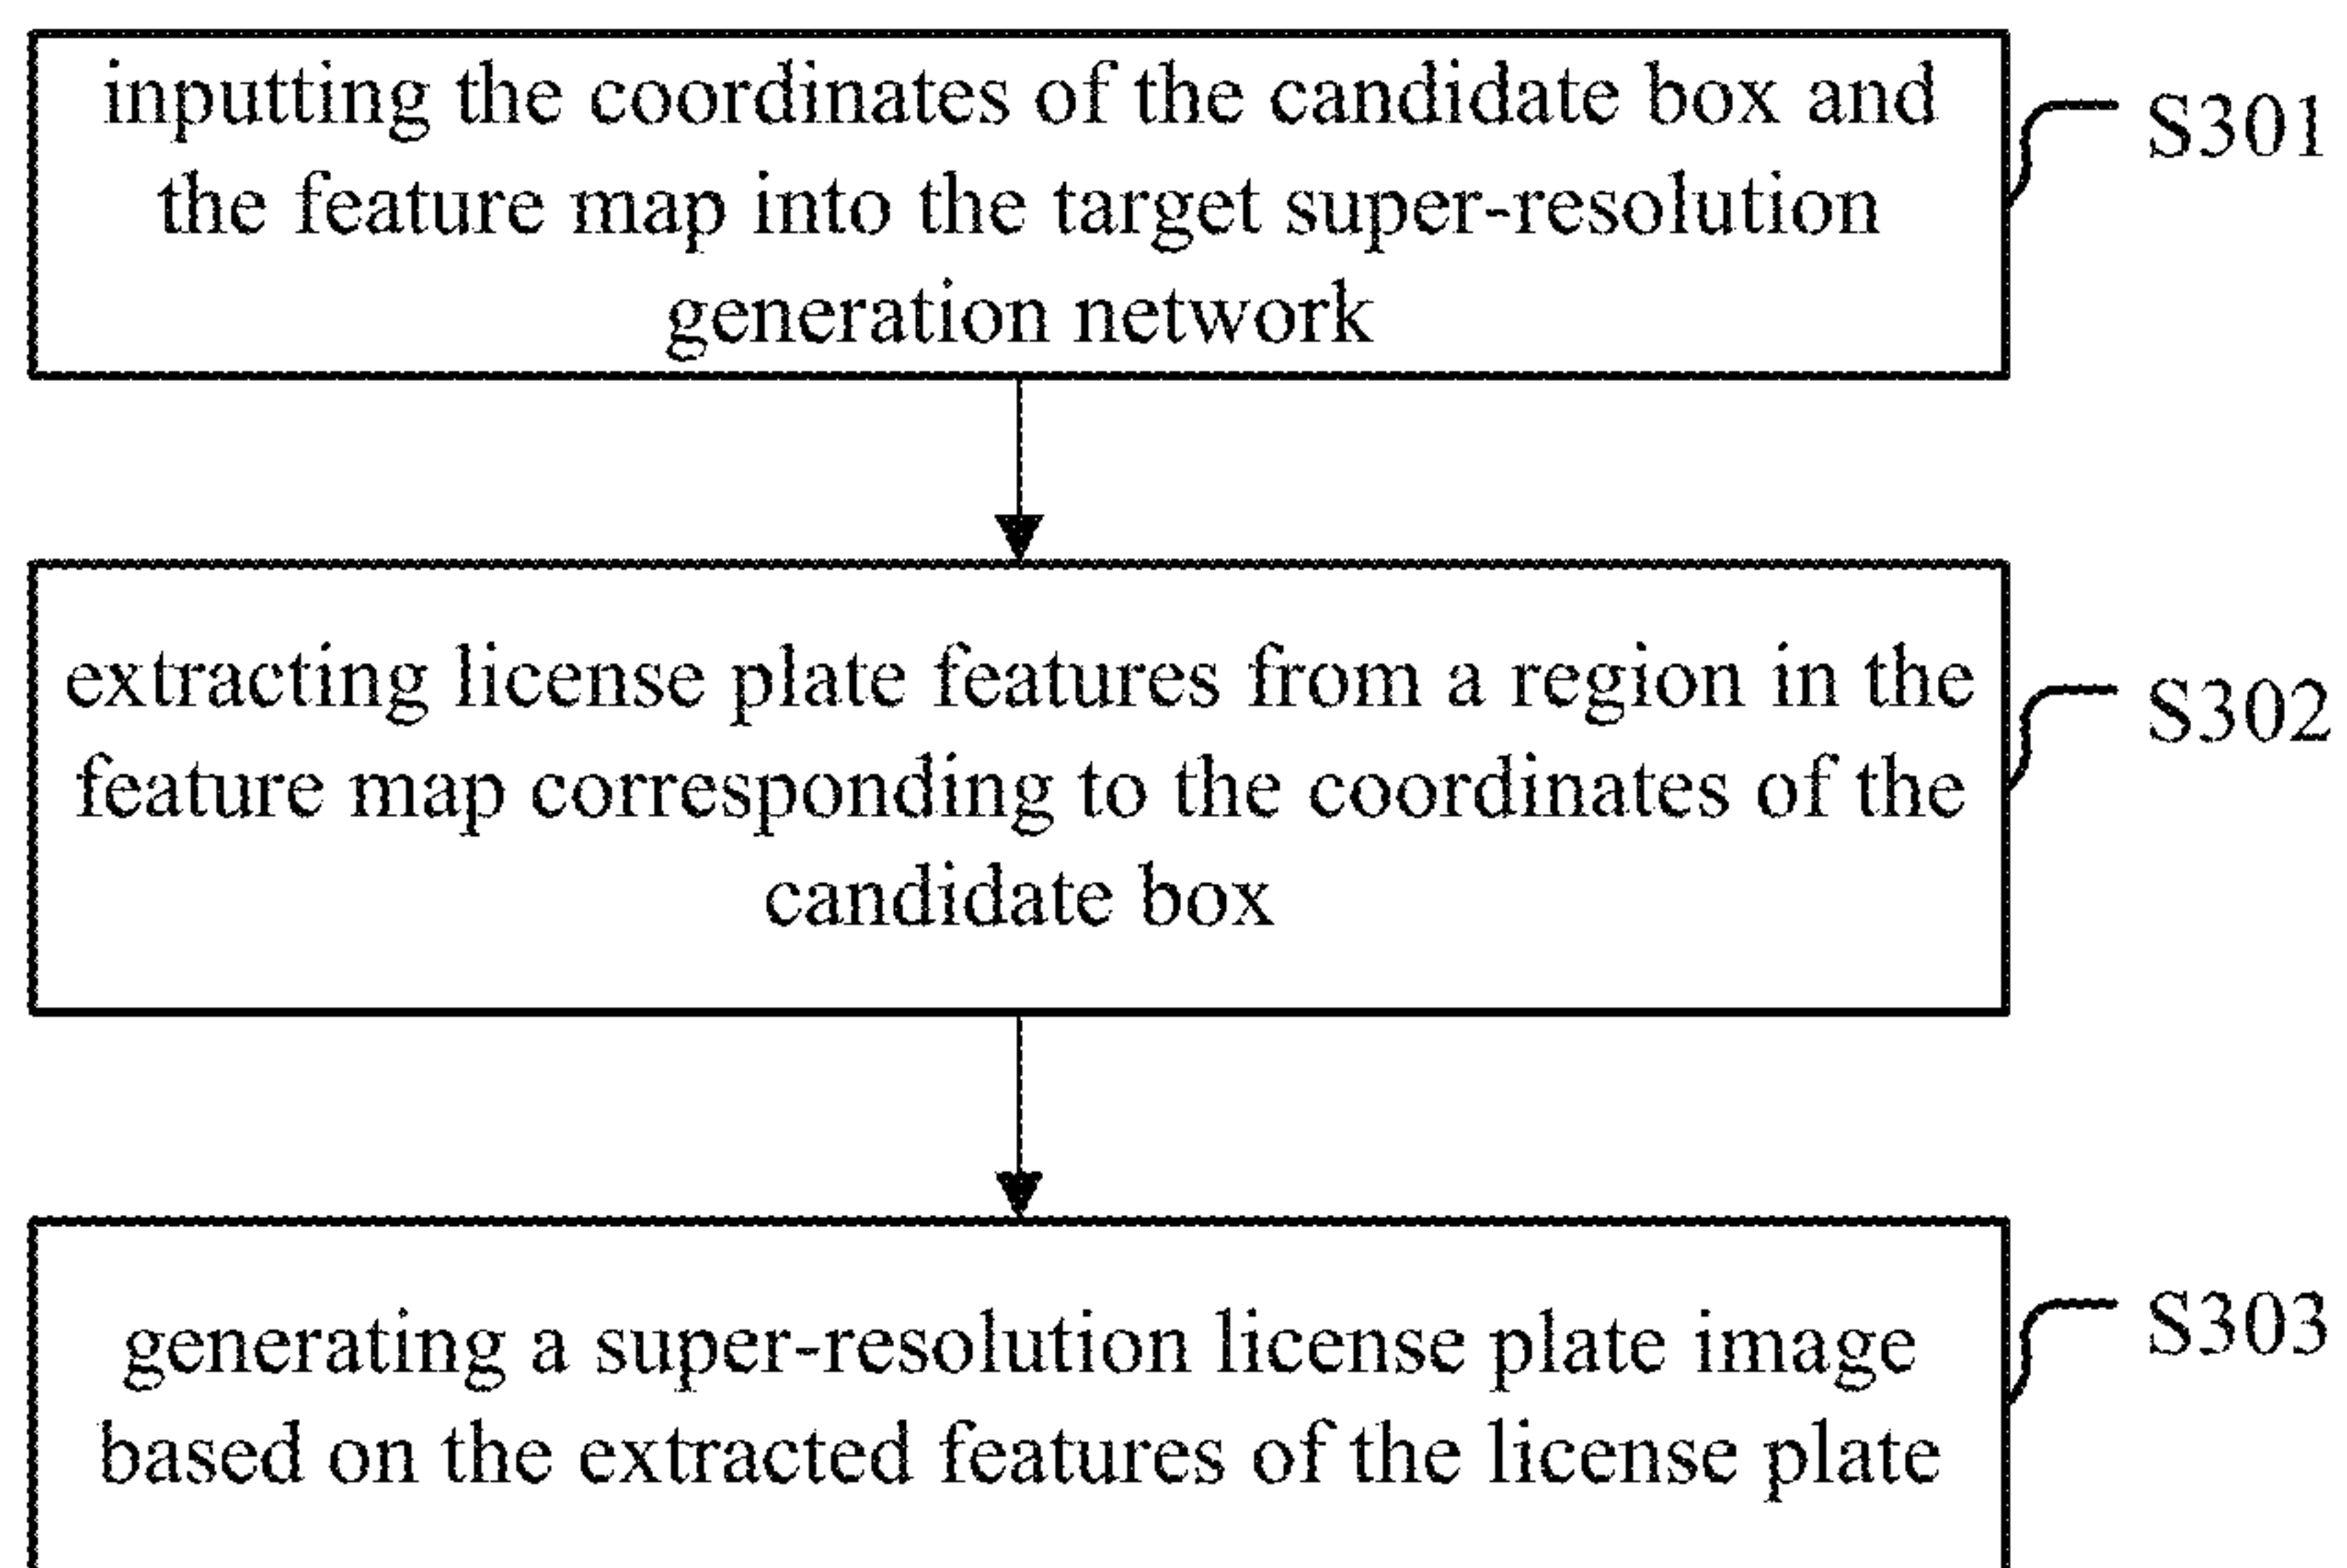 inputting the coordinates of the candidate box and
the feature map into the target super-resolution
generation network
S301
extracting license plate features from a region in the
feature map corresponding to the coordinates of the
candidate box
S302
generating a super-resolution license plate image
based on the extracted features of the license plate
S303